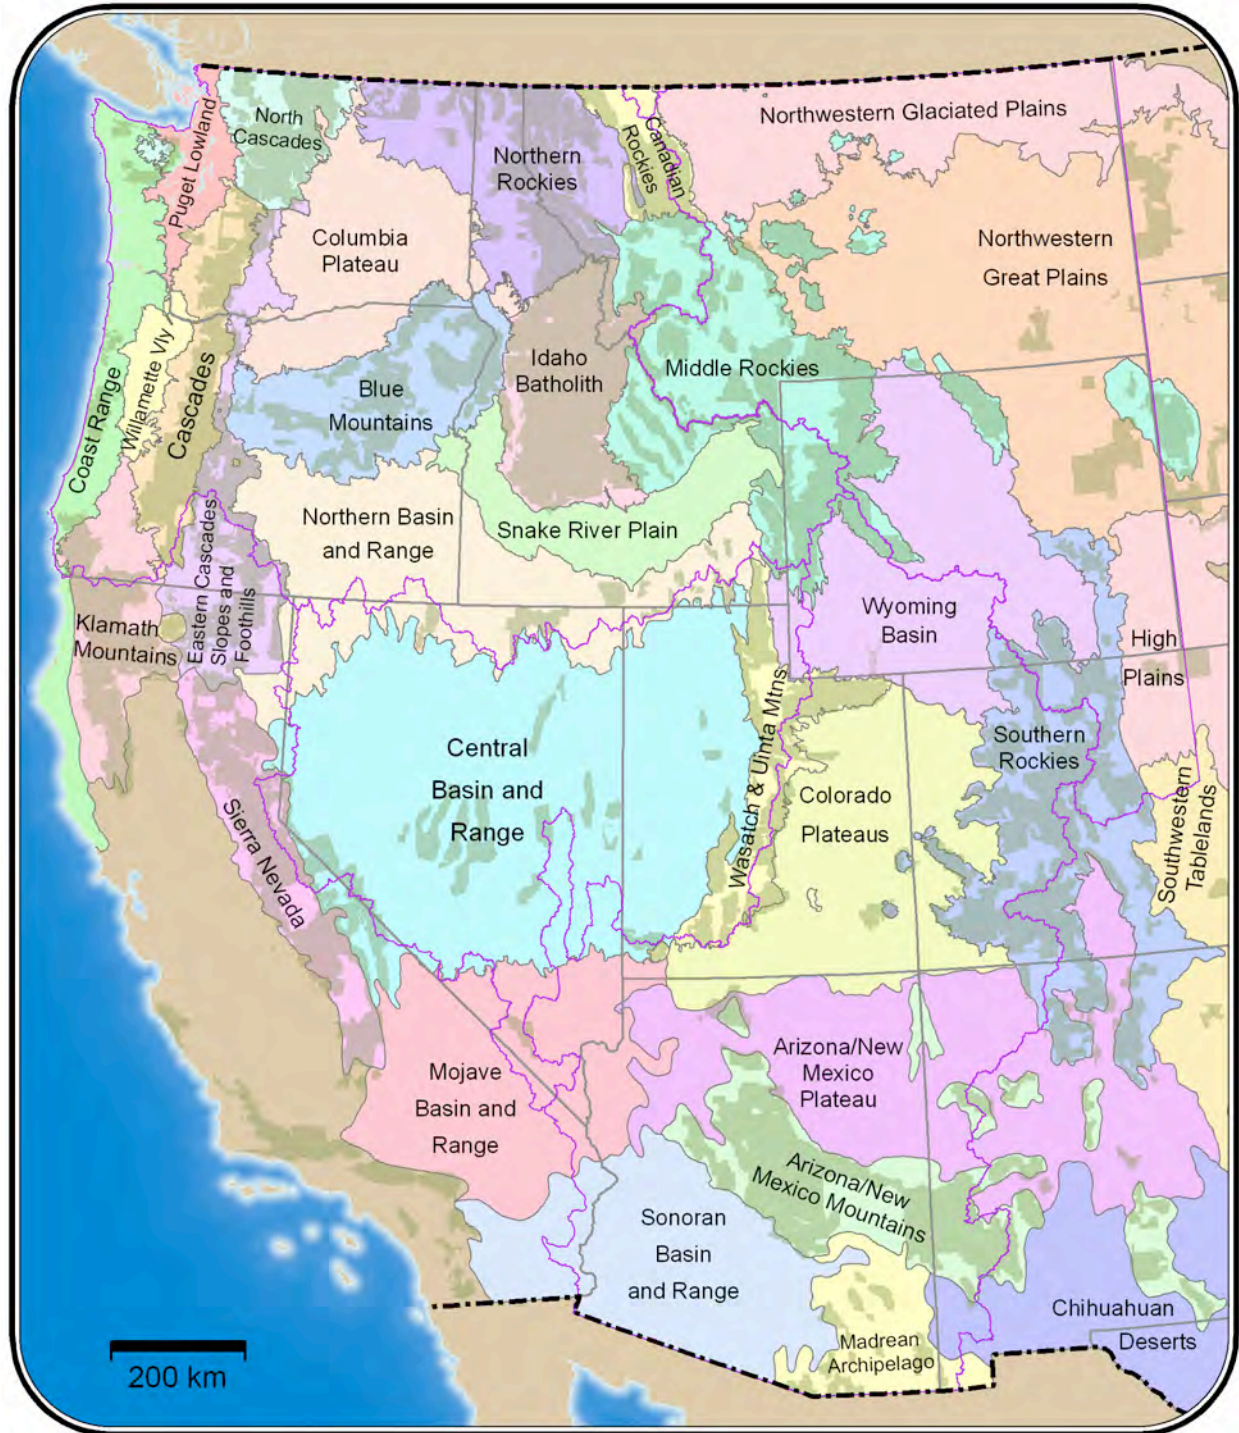 Northwestern Glaciated Plains
North
Cascades
Puget Lowland
Northern
Rockies
Canadian
Rockies
Columbia
Plateau
Northwestern
Great Plains
Coast Range
Willamette Vly
Cascades
Blue
Mountains
Idaho
Batholith
Middle Rockies
Northern Basin
and Range
Snake River Plain
Eastern Cascades
Slopes and
Foothills
Klamath
Mountains
Wyoming
Basin
High
Plains
Central
Basin and
Range
Wasatch & Uinta Mtns
Colorado
Plateaus
Southern
Rockies
Southwestern
Tablelands
Sierra Nevada
Mojave
Basin and
Range
Arizona/New
Mexico
Plateau
Arizona/New
Mexico Mountains
Sonoran
Basin
and Range
Madrean
Archipelago
Chihuahuan
Deserts
200 km